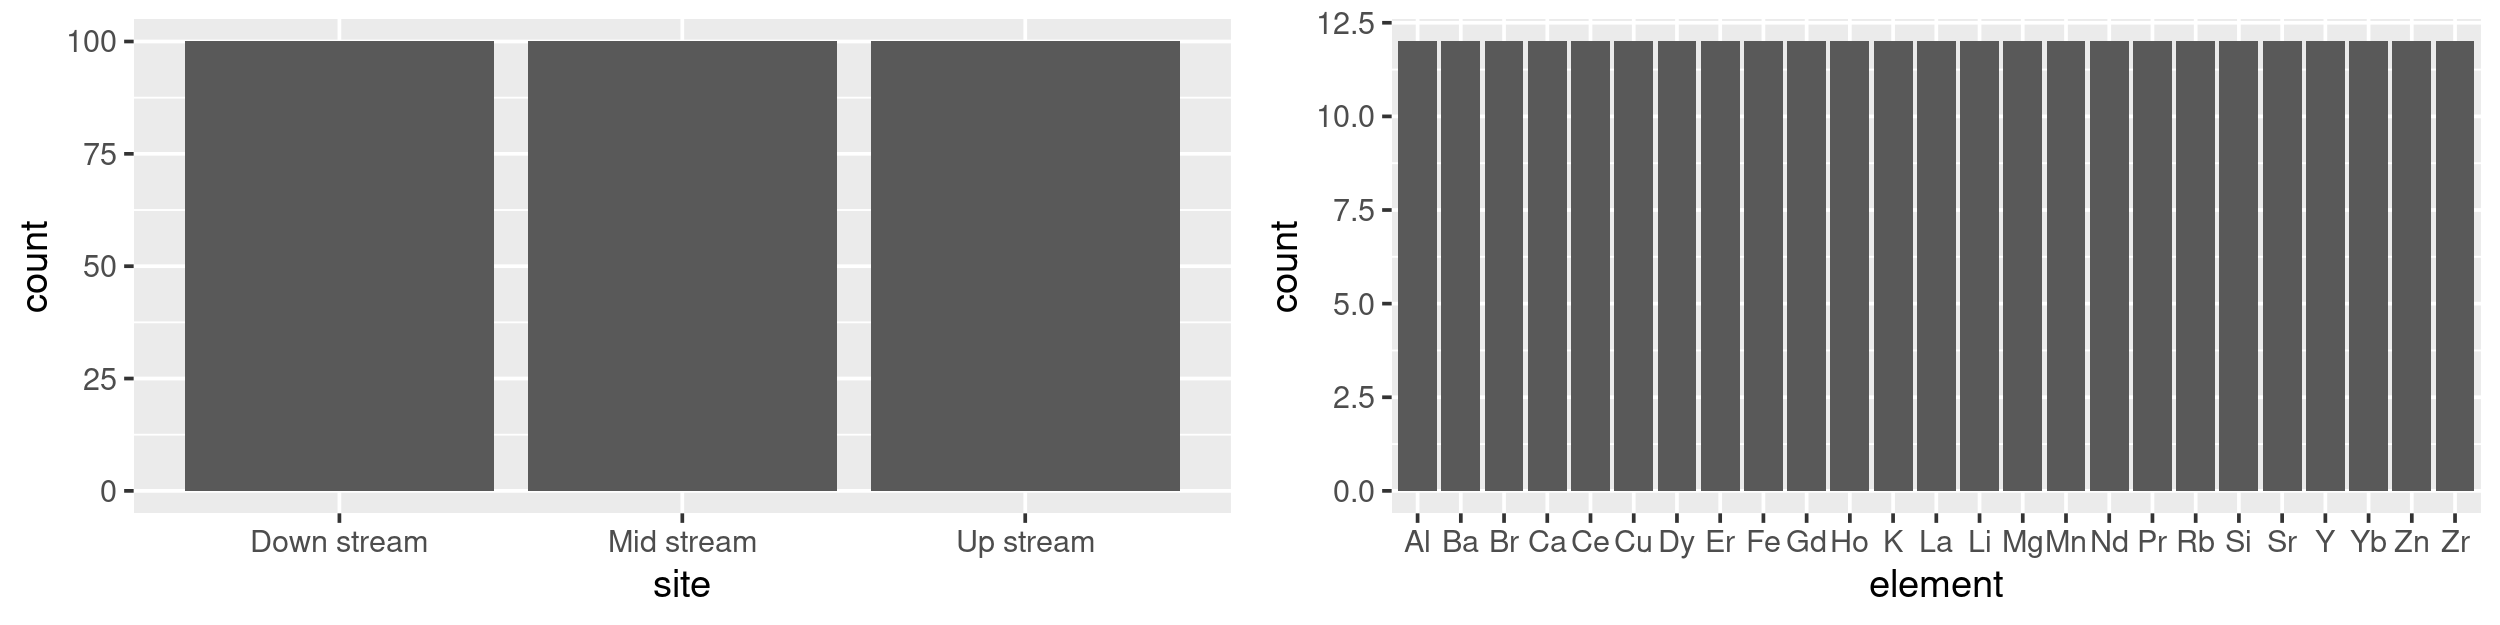 100
75
50
25
0
count
Down stream Mid stream Up stream
site
12.5
10.0
7.5
5.0
2.5
0.0
count
Al Ba Br Ca Ce Cu Dy Er Fe Gd Ho K La Li Mg Mn Nd Pr Rb Si Sr Y Yb Zn Zr
element